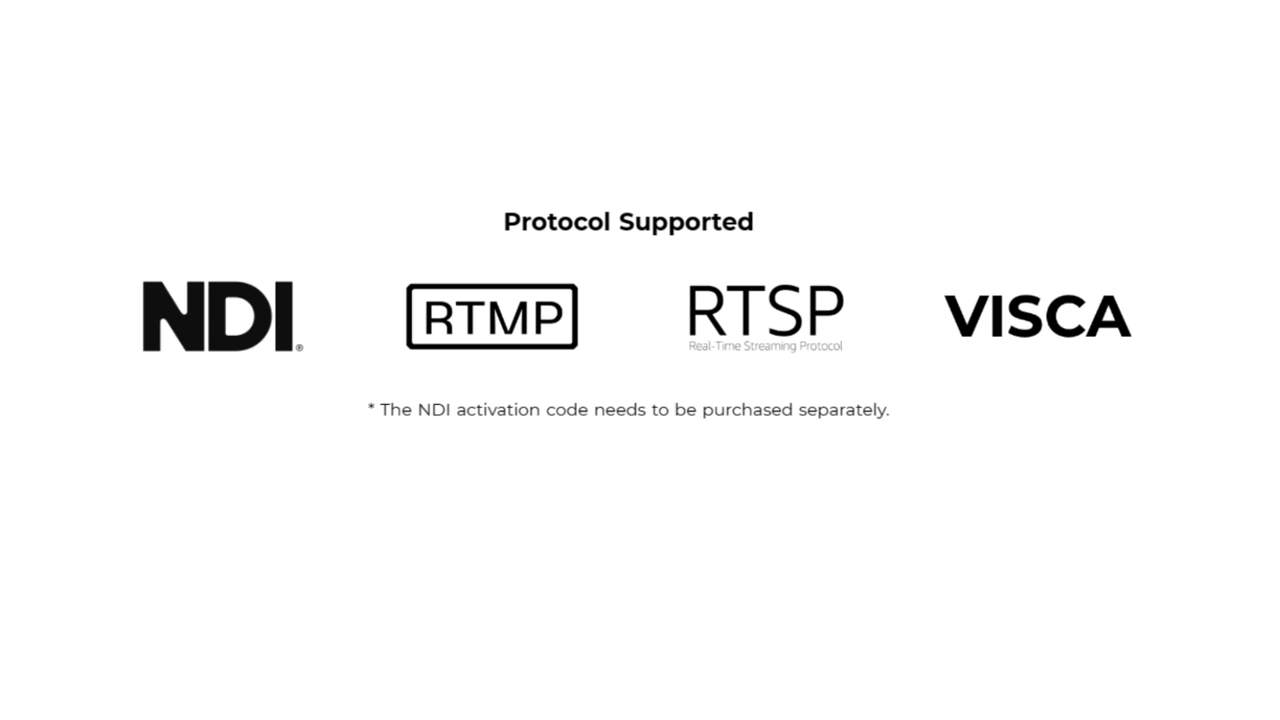 Protocol Supported
NDI®
RTMP
RTSP
Real-Time Streaming Protocol
VISCA
* The NDI activation code needs to be purchased separately.